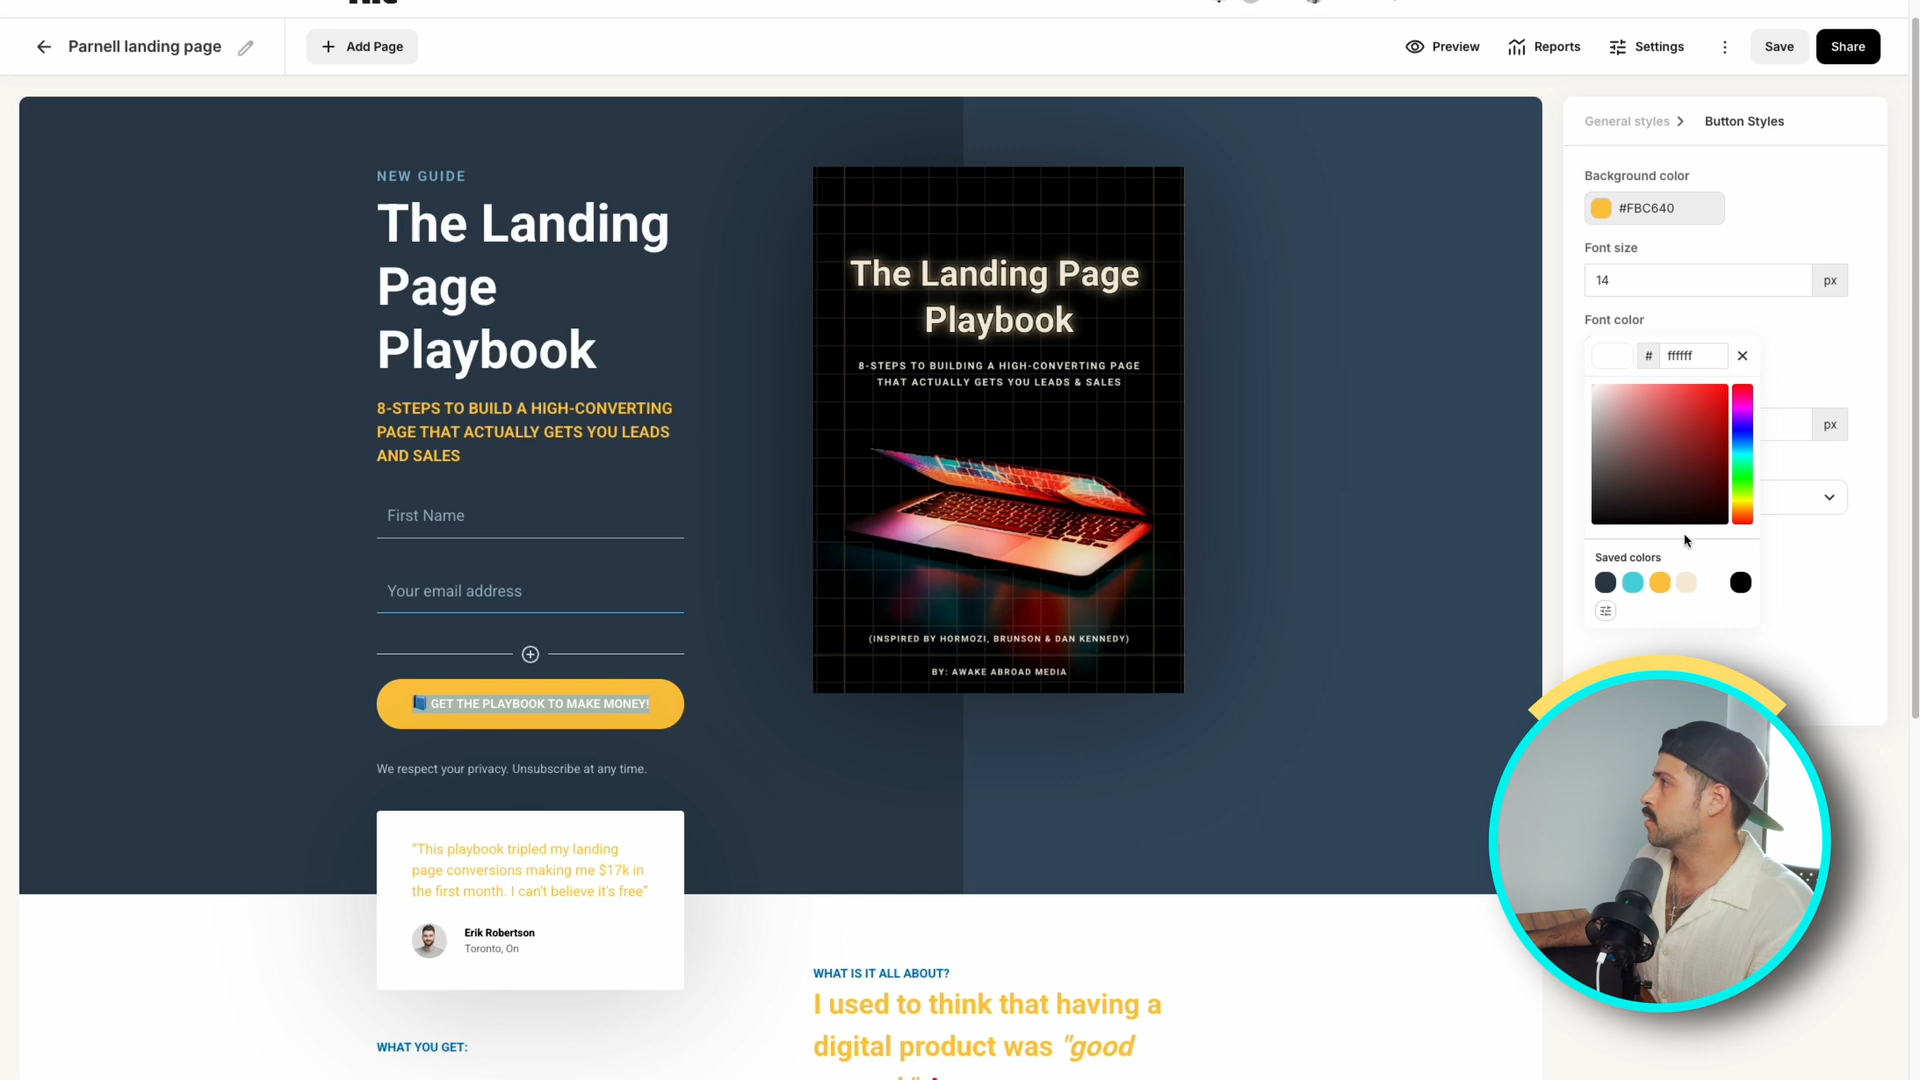 Parnell landing page
Add Page
Preview
Reports
Settings
Save
Share
NEW GUIDE
The Landing
Page
Playbook
8-STEPS TO BUILD A HIGH-CONVERTING
PAGE THAT ACTUALLY GETS YOU LEADS
AND SALES
First Name
Your email address
📘 GET THE PLAYBOOK TO MAKE MONEY!
We respect your privacy. Unsubscribe at any time.
"This playbook tripled my landing
page conversions making me $17k in
the first month. I can't believe it's free"
Erik Robertson
Toronto, On
WHAT YOU GET:
The Landing Page
Playbook
8-STEPS TO BUILDING A HIGH-CONVERTING PAGE
THAT ACTUALLY GETS YOU LEADS & SALES
(INSPIRED BY HORMOZI, BRUNSON & DAN KENNEDY)
BY: AWAKE ABROAD MEDIA
WHAT IS IT ALL ABOUT?
I used to think that having a
digital product was "good
General styles > Button Styles
Background color
#FBC640
Font size
14 px
Font color
# ffffff
px
Saved colors